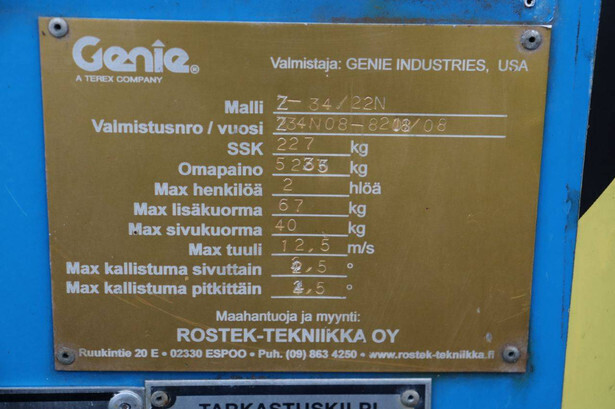 Genie®
A TEREX COMPANY
Valmistaja: GENIE INDUSTRIES, USA
Malli Z-34/22N
Valmistusnro / vuosi
SSK 227 kg
Omapaino kg
Max henkilöä 2 hlöä
Max lisäkuorma 67 kg
Max sivukuorma 40 kg
Max tuuli 12,5 m/s
Max kallistuma sivuttain °
Max kallistuma pitkittäin °
Maahantuoja ja myynti:
ROSTEK-TEKNIIKKA OY
Ruukintie 20 E • 02330 ESPOO • Puh. (09) 863 4250 • www.rostek-tekniikka.fi
TARKASTUSKILPI